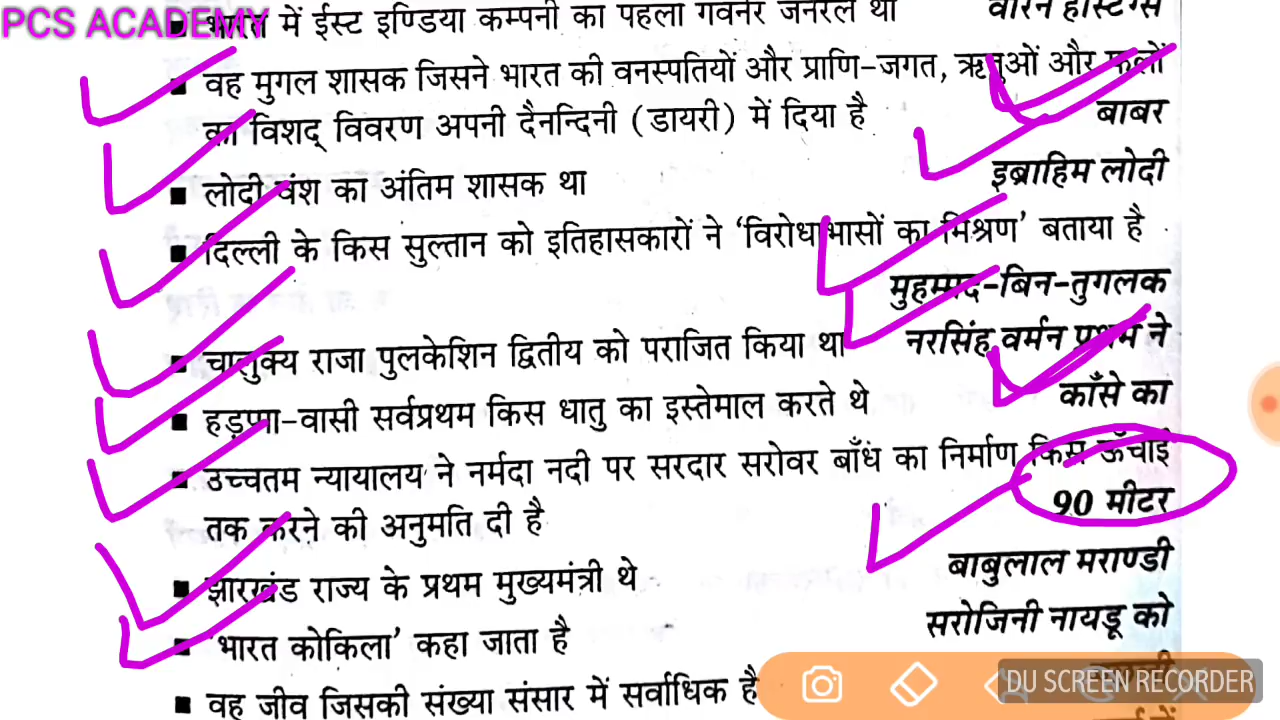 PCS ACADEMY
भारत में ईस्ट इण्डिया कम्पनी का पहला गवर्नर जनरल था वारेन हेस्टिंग्स
■ वह मुगल शासक जिसने भारत की वनस्पतियों और प्राणि-जगत, ऋतुओं और फलों
का विशद् विवरण अपनी दैनन्दिनी (डायरी) में दिया है बाबर
■ लोदी वंश का अंतिम शासक था इब्राहिम लोदी
■ दिल्ली के किस सुल्तान को इतिहासकारों ने ‘विरोधाभासों का मिश्रण’ बताया है
मुहम्मद-बिन-तुगलक
■ चालुक्य राजा पुलकेशिन द्वितीय को पराजित किया था नरसिंह वर्मन प्रथम ने
■ हड़प्पा-वासी सर्वप्रथम किस धातु का इस्तेमाल करते थे काँसे का
■ उच्चतम न्यायालय ने नर्मदा नदी पर सरदार सरोवर बाँध का निर्माण किस ऊँचाई
तक करने की अनुमति दी है 90 मीटर
■ झारखंड राज्य के प्रथम मुख्यमंत्री थे बाबुलाल मराण्डी
■ ‘भारत कोकिला’ कहा जाता है सरोजिनी नायडू को
■ वह जीव जिसकी संख्या संसार में सर्वाधिक है
DU SCREEN RECORDER